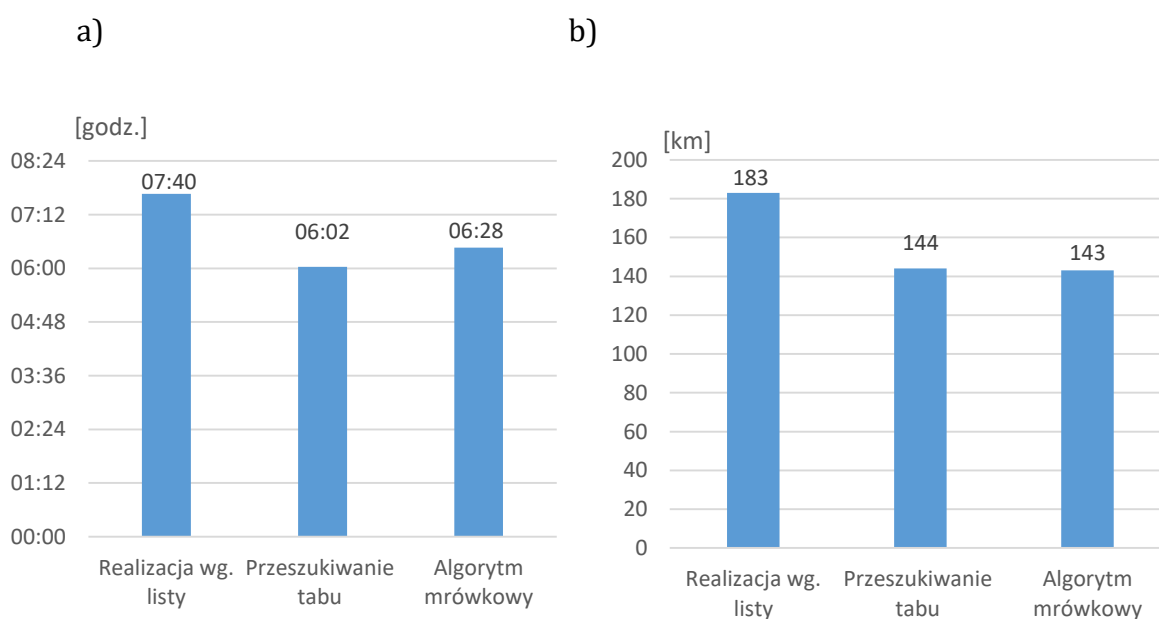 a)
[godz.]
08:24
07:12
06:00
04:48
03:36
02:24
01:12
00:00
07:40
06:02
06:28
Realizacja wg. listy
Przeszukiwanie tabu
Algorytm mrówkowy
b)
[km]
200
180
160
140
120
100
80
60
40
20
0
183
144
143
Realizacja wg. listy
Przeszukiwanie tabu
Algorytm mrówkowy